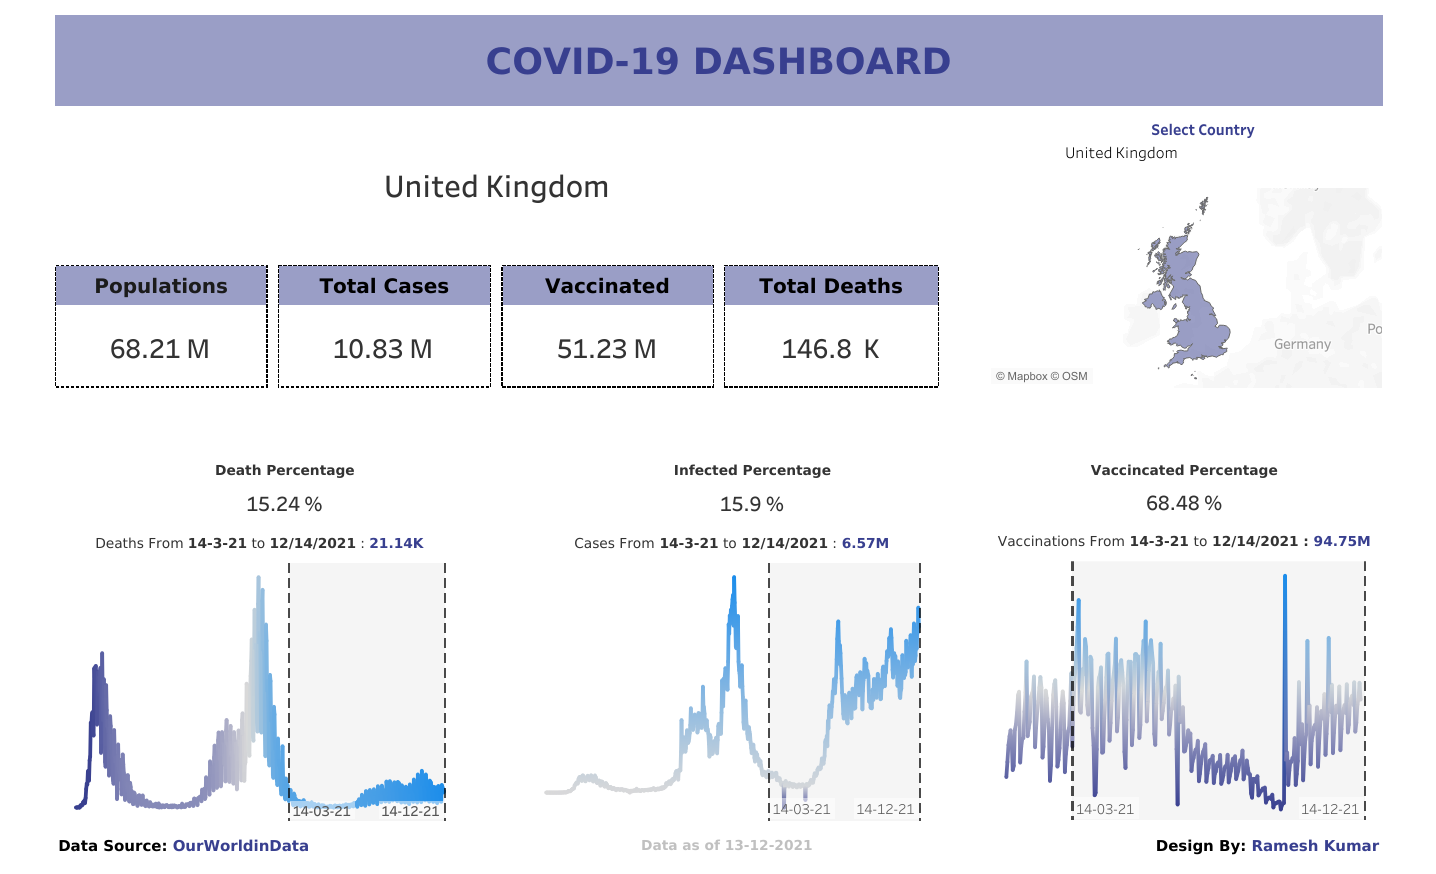 COVID-19 DASHBOARD
Select Country
United Kingdom
United Kingdom
Populations
68.21 M
Total Cases
10.83 M
Vaccinated
51.23 M
Total Deaths
146.8 K
Germany
Po
© Mapbox © OSM
Death Percentage
15.24 %
Deaths From 14-3-21 to 12/14/2021 : 21.14K
14-03-21
14-12-21
Infected Percentage
15.9 %
Cases From 14-3-21 to 12/14/2021 : 6.57M
14-03-21
14-12-21
Vaccincated Percentage
68.48 %
Vaccinations From 14-3-21 to 12/14/2021 : 94.75M
14-03-21
14-12-21
Data Source: OurWorldinData
Data as of 13-12-2021
Design By: Ramesh Kumar